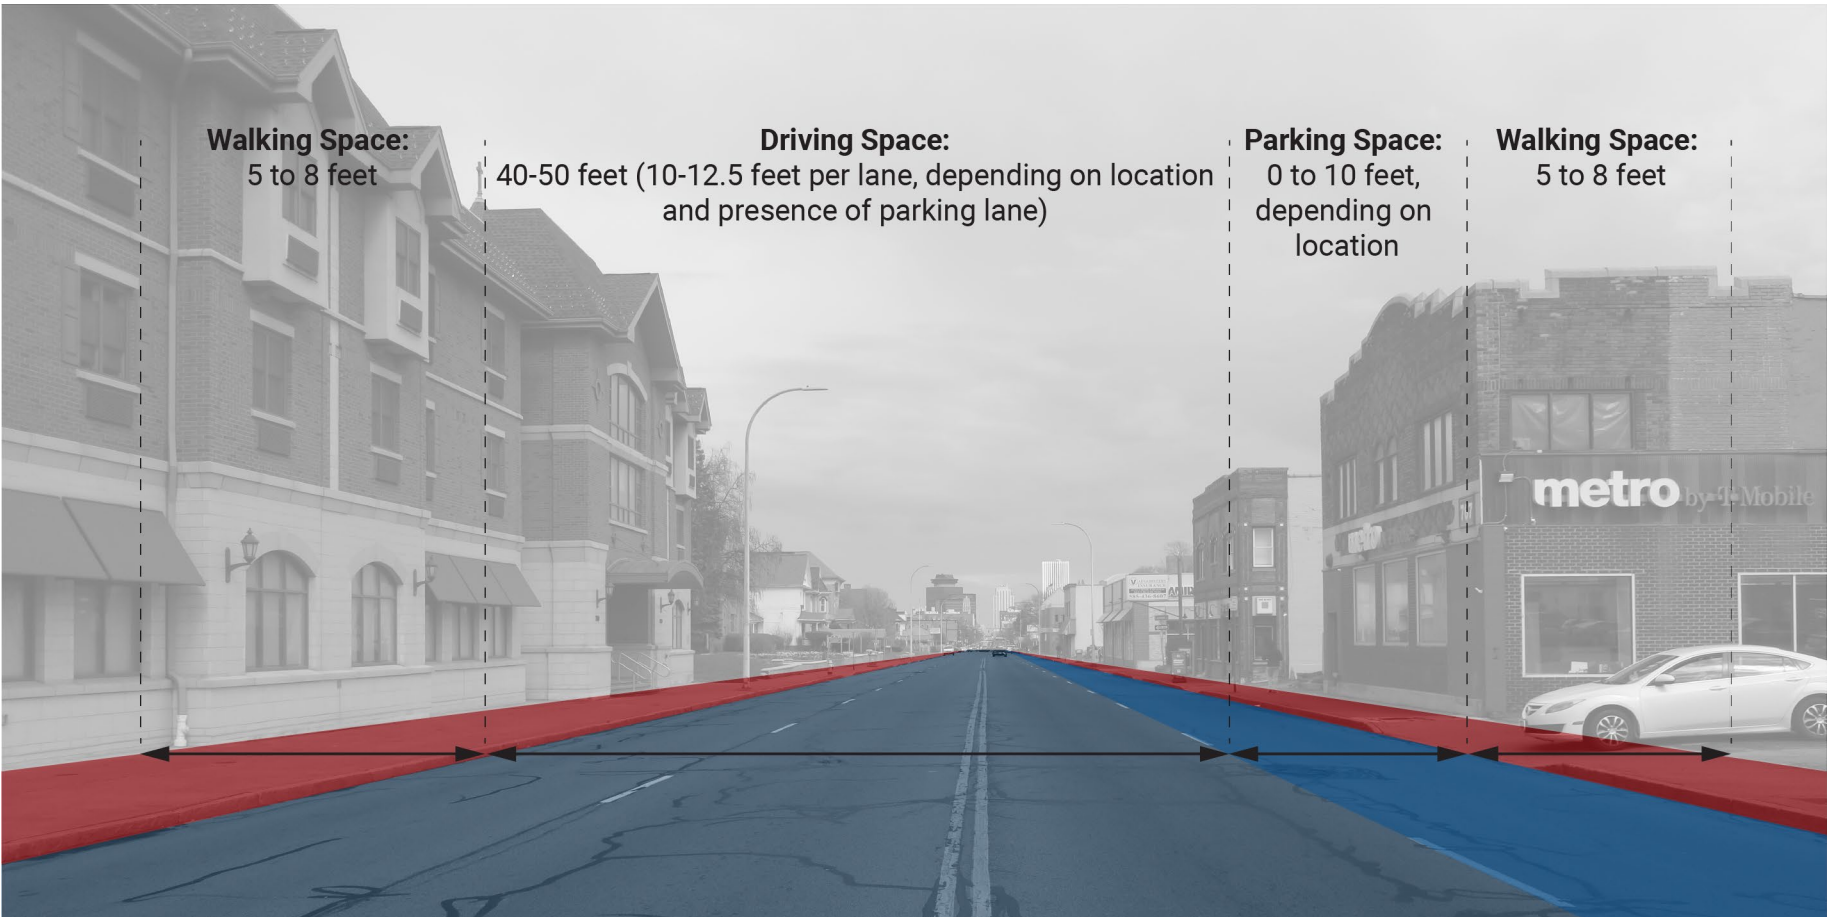 Walking Space:
5 to 8 feet
Driving Space:
40-50 feet (10-12.5 feet per lane, depending on location
and presence of parking lane)
Parking Space:
0 to 10 feet,
depending on
location
Walking Space:
5 to 8 feet
metro by T-Mobile
metro